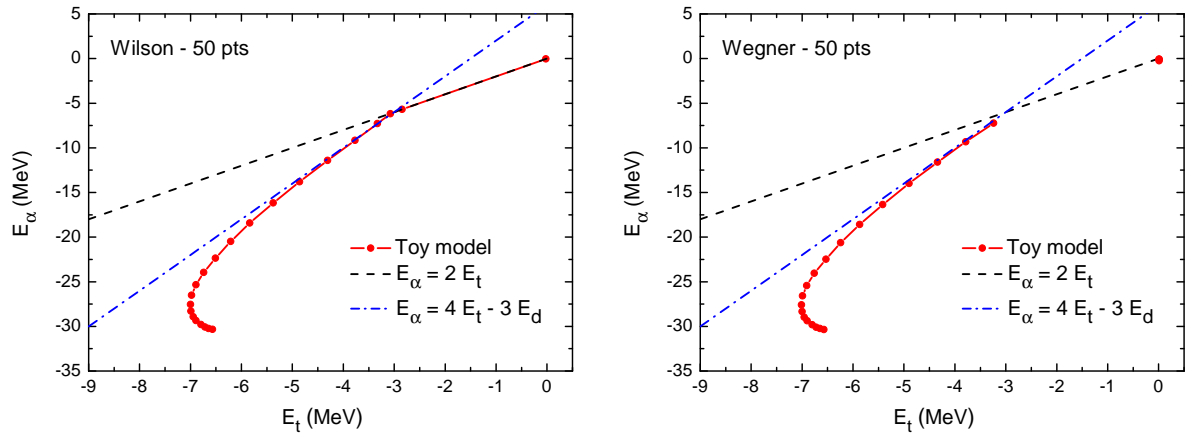 Wilson - 50 pts
5
0
-5
-10
-15
-20
-25
-30
-35
E_α (MeV)
-9 -8 -7 -6 -5 -4 -3 -2 -1 0
E_t (MeV)
Toy model
E_α = 2 E_t
E_α = 4 E_t - 3 E_d
Wegner - 50 pts
5
0
-5
-10
-15
-20
-25
-30
-35
E_α (MeV)
-9 -8 -7 -6 -5 -4 -3 -2 -1 0
E_t (MeV)
Toy model
E_α = 2 E_t
E_α = 4 E_t - 3 E_d